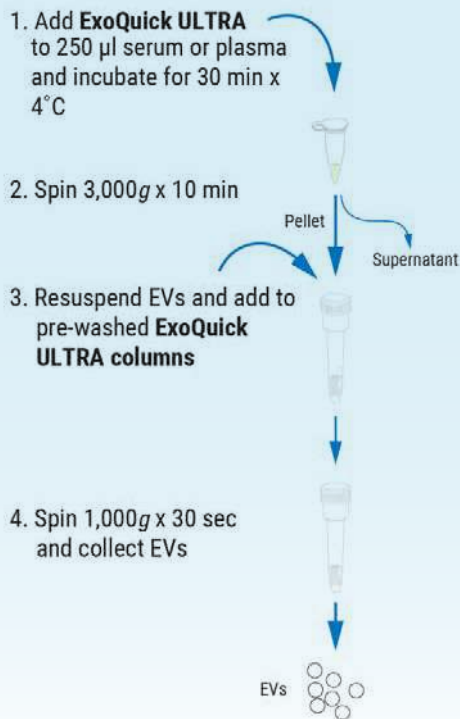 1. Add ExoQuick ULTRA
to 250 µl serum or plasma
and incubate for 30 min x
4˚C
2. Spin 3,000g x 10 min
Pellet
Supernatant
3. Resuspend EVs and add to
pre-washed ExoQuick
ULTRA columns
4. Spin 1,000g x 30 sec
and collect EVs
EVs